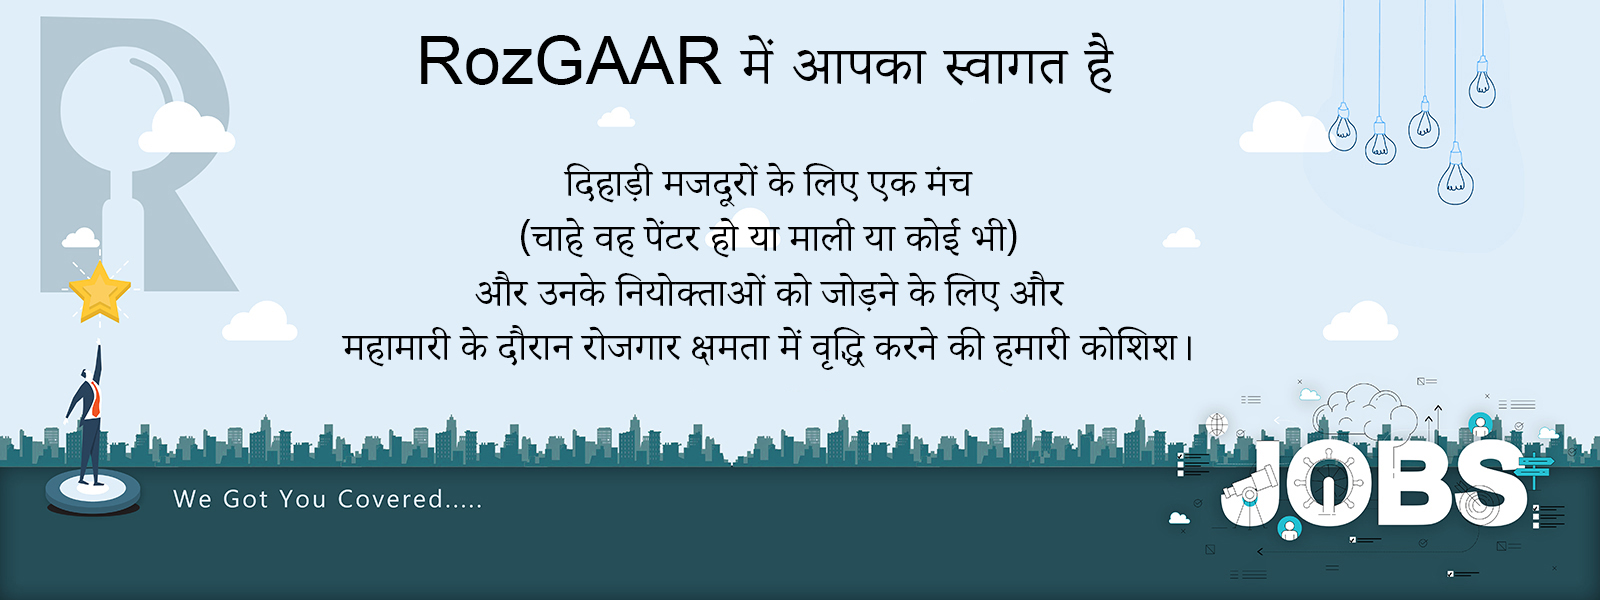 RozGAAR में आपका स्वागत है
दिहाड़ी मजदूरों के लिए एक मंच
(चाहे वह पेंटर हो या माली या कोई भी)
और उनके नियोक्ताओं को जोड़ने के लिए और
महामारी के दौरान रोजगार क्षमता में वृद्धि करने की हमारी कोशिश।
We Got You Covered.....
JOBS